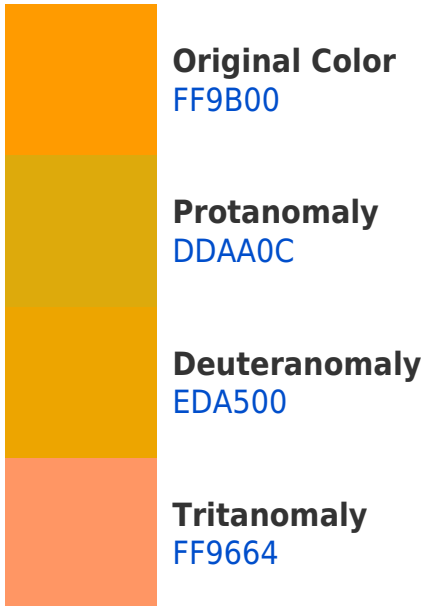 Original Color
FF9B00
Protanomaly
DDAA0C
Deuteranomaly
EDA500
Tritanomaly
FF9664